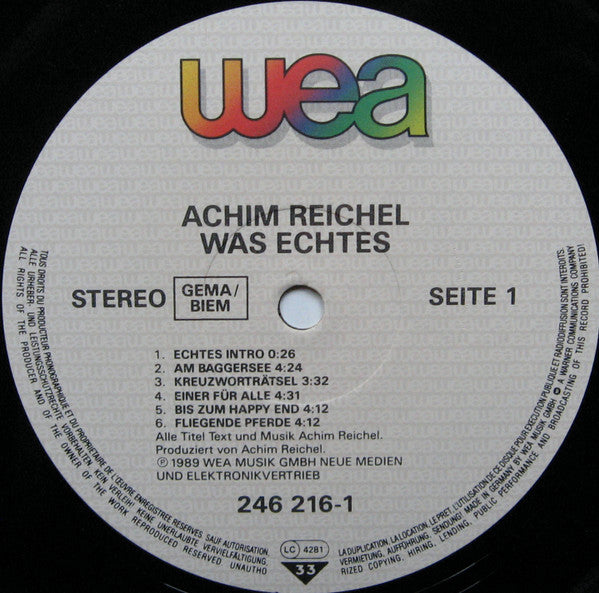 wea
ACHIM REICHEL
WAS ECHTES
STEREO
GEMA/
BIEM
SEITE 1
1. ECHTES INTRO 0:26
2. AM BAGGERSEE 4:24
3. KREUZWORTRÄTSEL 3:32
4. EINER FÜR ALLE 4:31
5. BIS ZUM HAPPY END 4:12
6. FLIEGENDE PFERDE 4:12
Alle Titel Text und Musik Achim Reichel.
Produziert von Achim Reichel.
Ⓟ 1989 WEA MUSIK GMBH NEUE MEDIEN
UND ELEKTRONIKVERTRIEB
246 216-1
LC 4281
33
TOUS DROITS DU PRODUCTEUR PHONOGRAPHIQUE ET DU PROPRIETAIRE DE L'ŒUVRE ENREGISTREE RESERVES SAUF AUTORISATION.
ALLE URHEBER- UND LEISTUNGSSCHUTZRECHTE VORBEHALTEN. KEIN VERLEIH! KEINE UNERLAUBTE VERVIELFÄLTIGUNG,
ALL RIGHTS OF THE PRODUCER AND OF THE OWNER OF THE WORK REPRODUCED RESERVED UNAUTHO
LA DUPLICATION, LA LOCATION, LE PRET, L'UTILISATION DE CE DISQUE POUR EXECUTION PUBLIQUE ET RADIODIFFUSION SONT INTERDITS.
VERMIETUNG, AUFFÜHRUNG, SENDUNG! MADE IN GERMANY BY WEA MUSIK GMBH A WARNER COMMUNICATIONS COMPANY
RIZED COPYING, HIRING, LENDING, PUBLIC PERFORMANCE AND BROADCASTING OF THIS RECORD PROHIBITED!